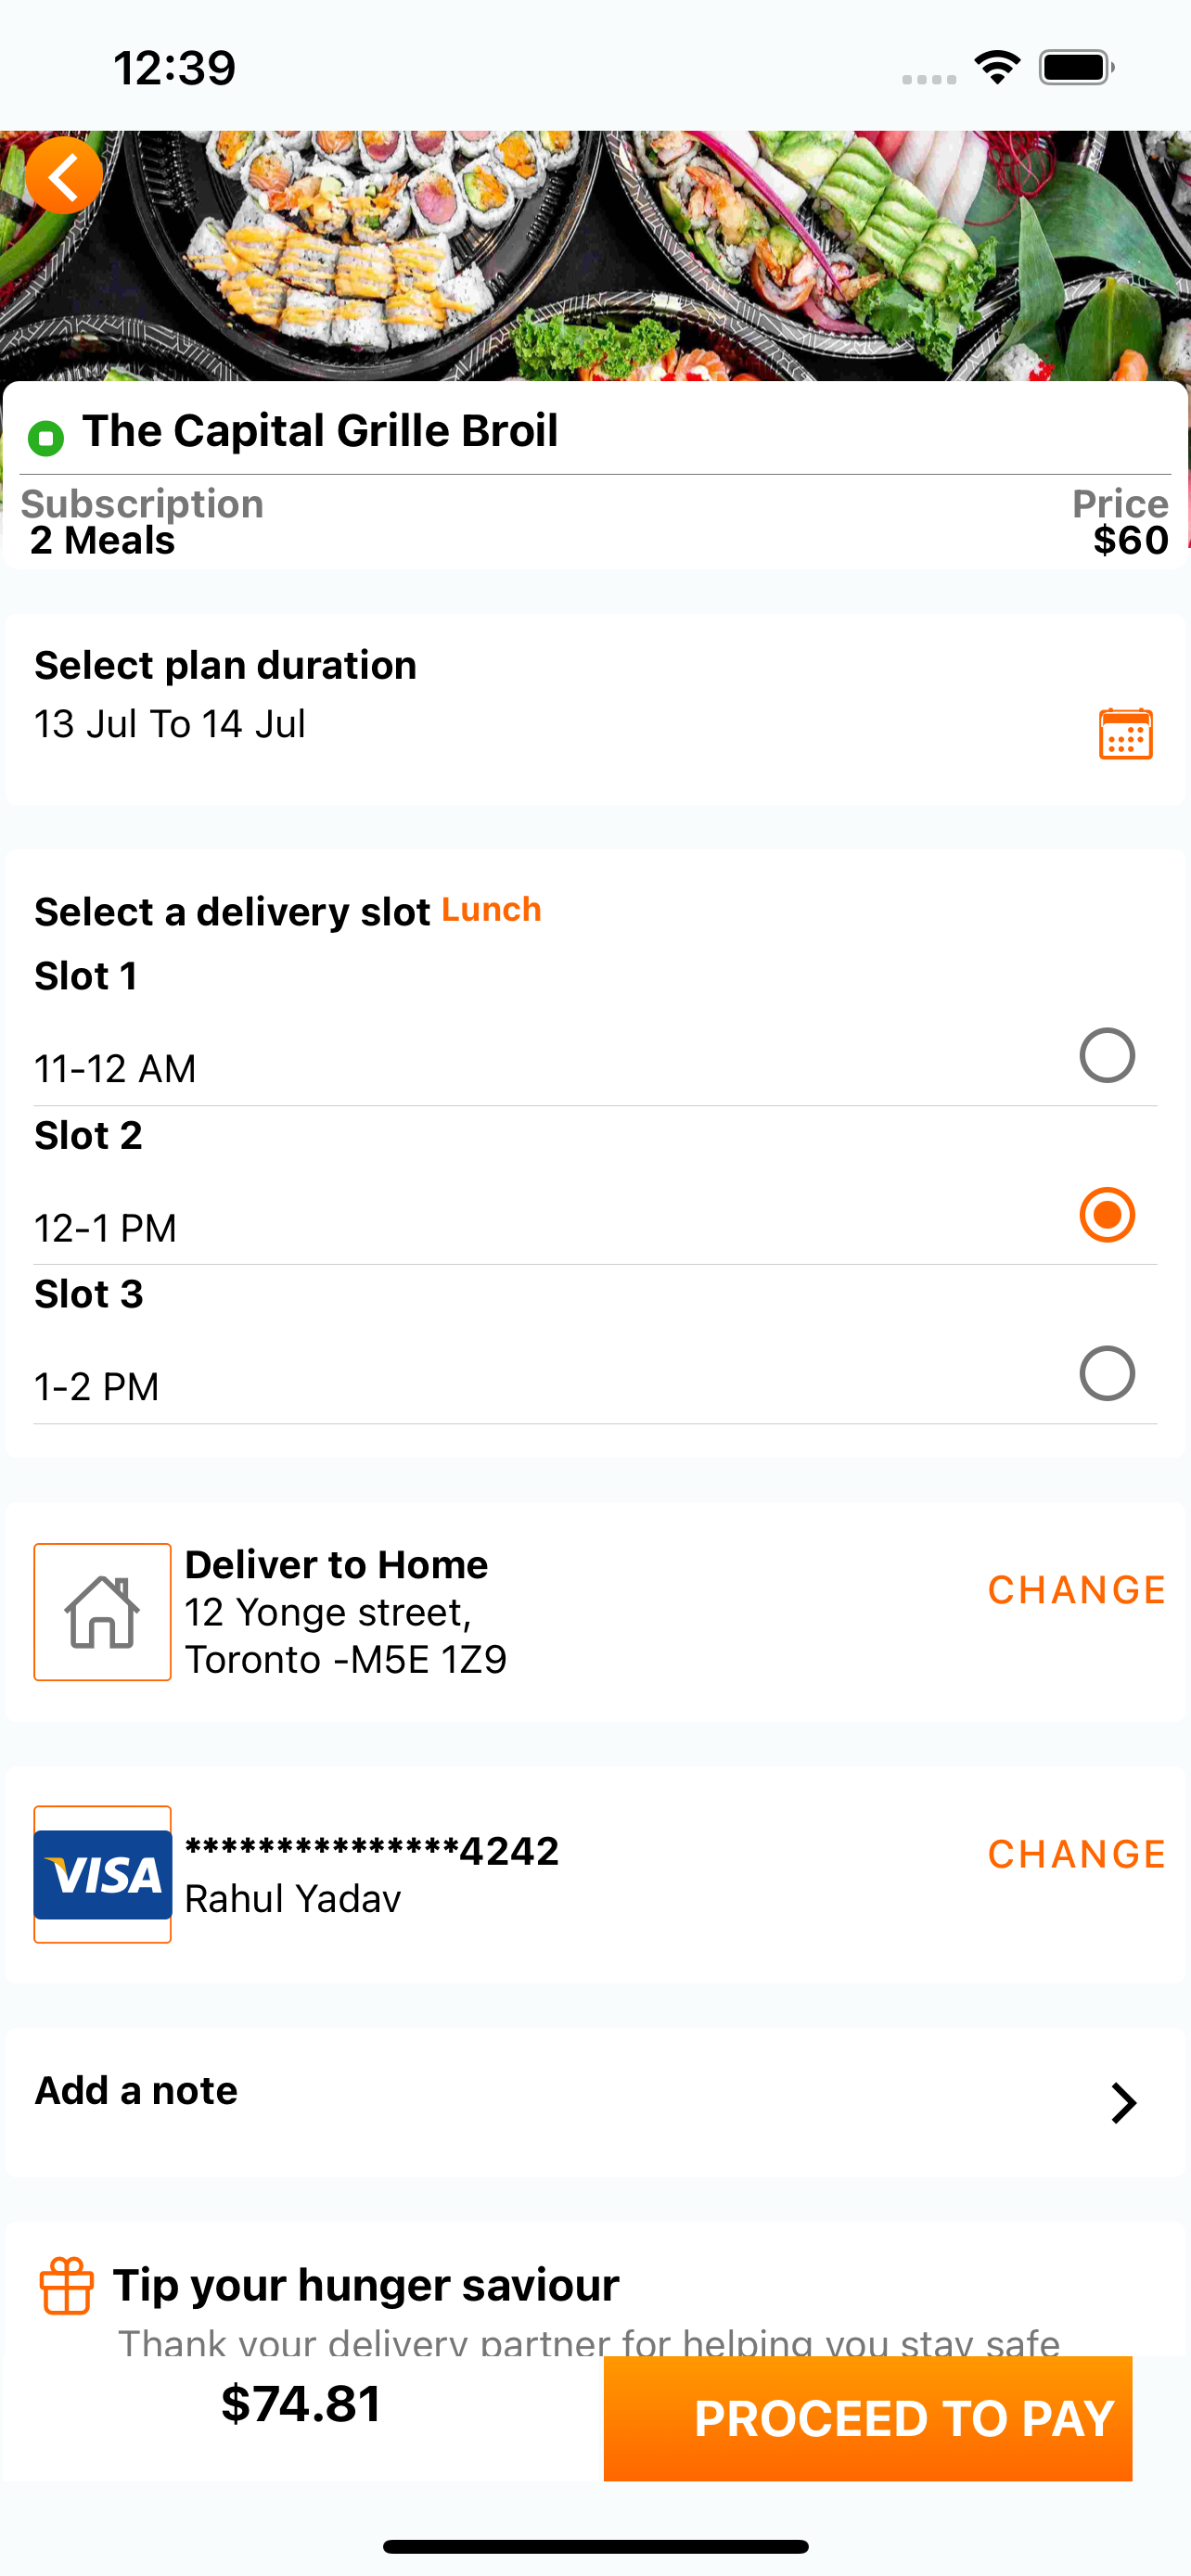 12:39
The Capital Grille Broil
Subscription Price
2 Meals $60
Select plan duration
13 Jul To 14 Jul
Select a delivery slot Lunch
Slot 1
11-12 AM
Slot 2
12-1 PM
Slot 3
1-2 PM
Deliver to Home
12 Yonge street,
Toronto -M5E 1Z9
CHANGE
VISA
***************4242
Rahul Yadav
CHANGE
Add a note
Tip your hunger saviour
Thank your delivery partner for helping you stay safe
$74.81
PROCEED TO PAY